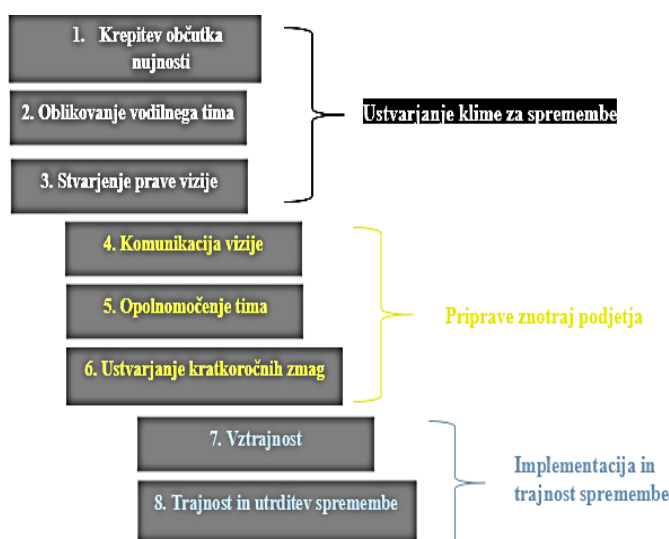 1. Krepitev občutka
nujnosti
2. Oblikovanje vodilnega tima
3. Stvarjenje prave vizije
Ustvarjanje klime za spremembe
4. Komunikacija vizije
5. Opolnomočenje tima
6. Ustvarjanje kratkoročnih zmag
Priprave znotraj podjetja
7. Vztrajnost
8. Trajnost in utrditev spremembe
Implementacija in
trajnost spremembe